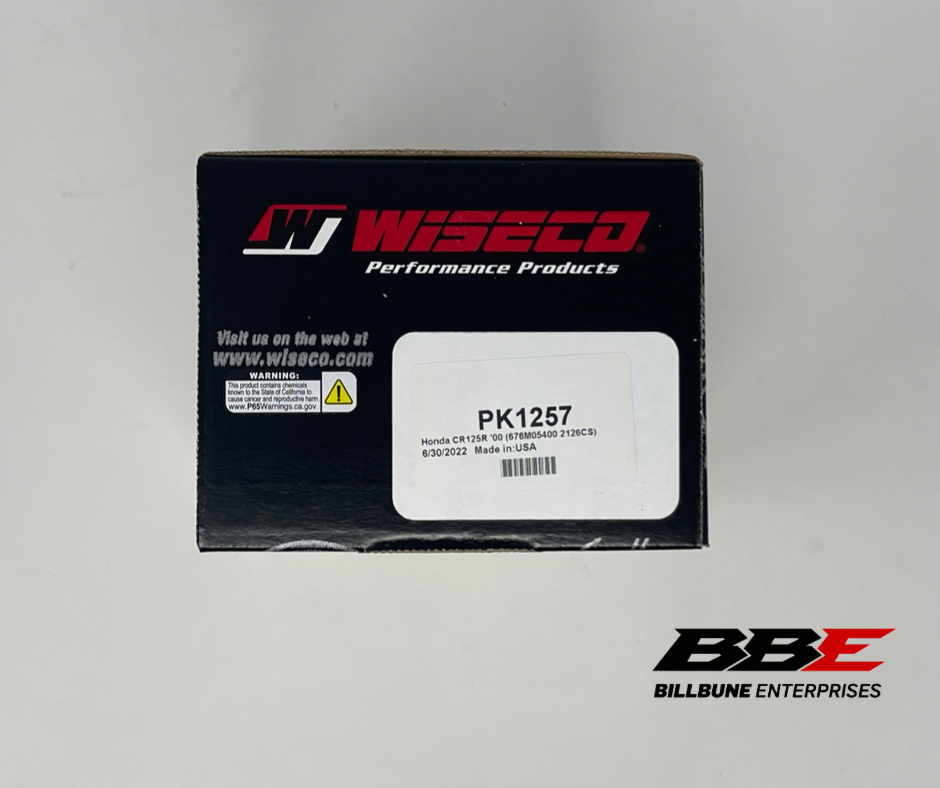 W WISECO®
Performance Products
Visit us on the web at
www.wiseco.com
WARNING:
This product contains chemicals
known to the State of California to
cause cancer and reproductive harm.
www.P65Warnings.ca.gov
PK1257
Honda CR125R '00 (676M05400 2126CS)
6/30/2022 Made in:USA
BBE
BILLBUNE ENTERPRISES